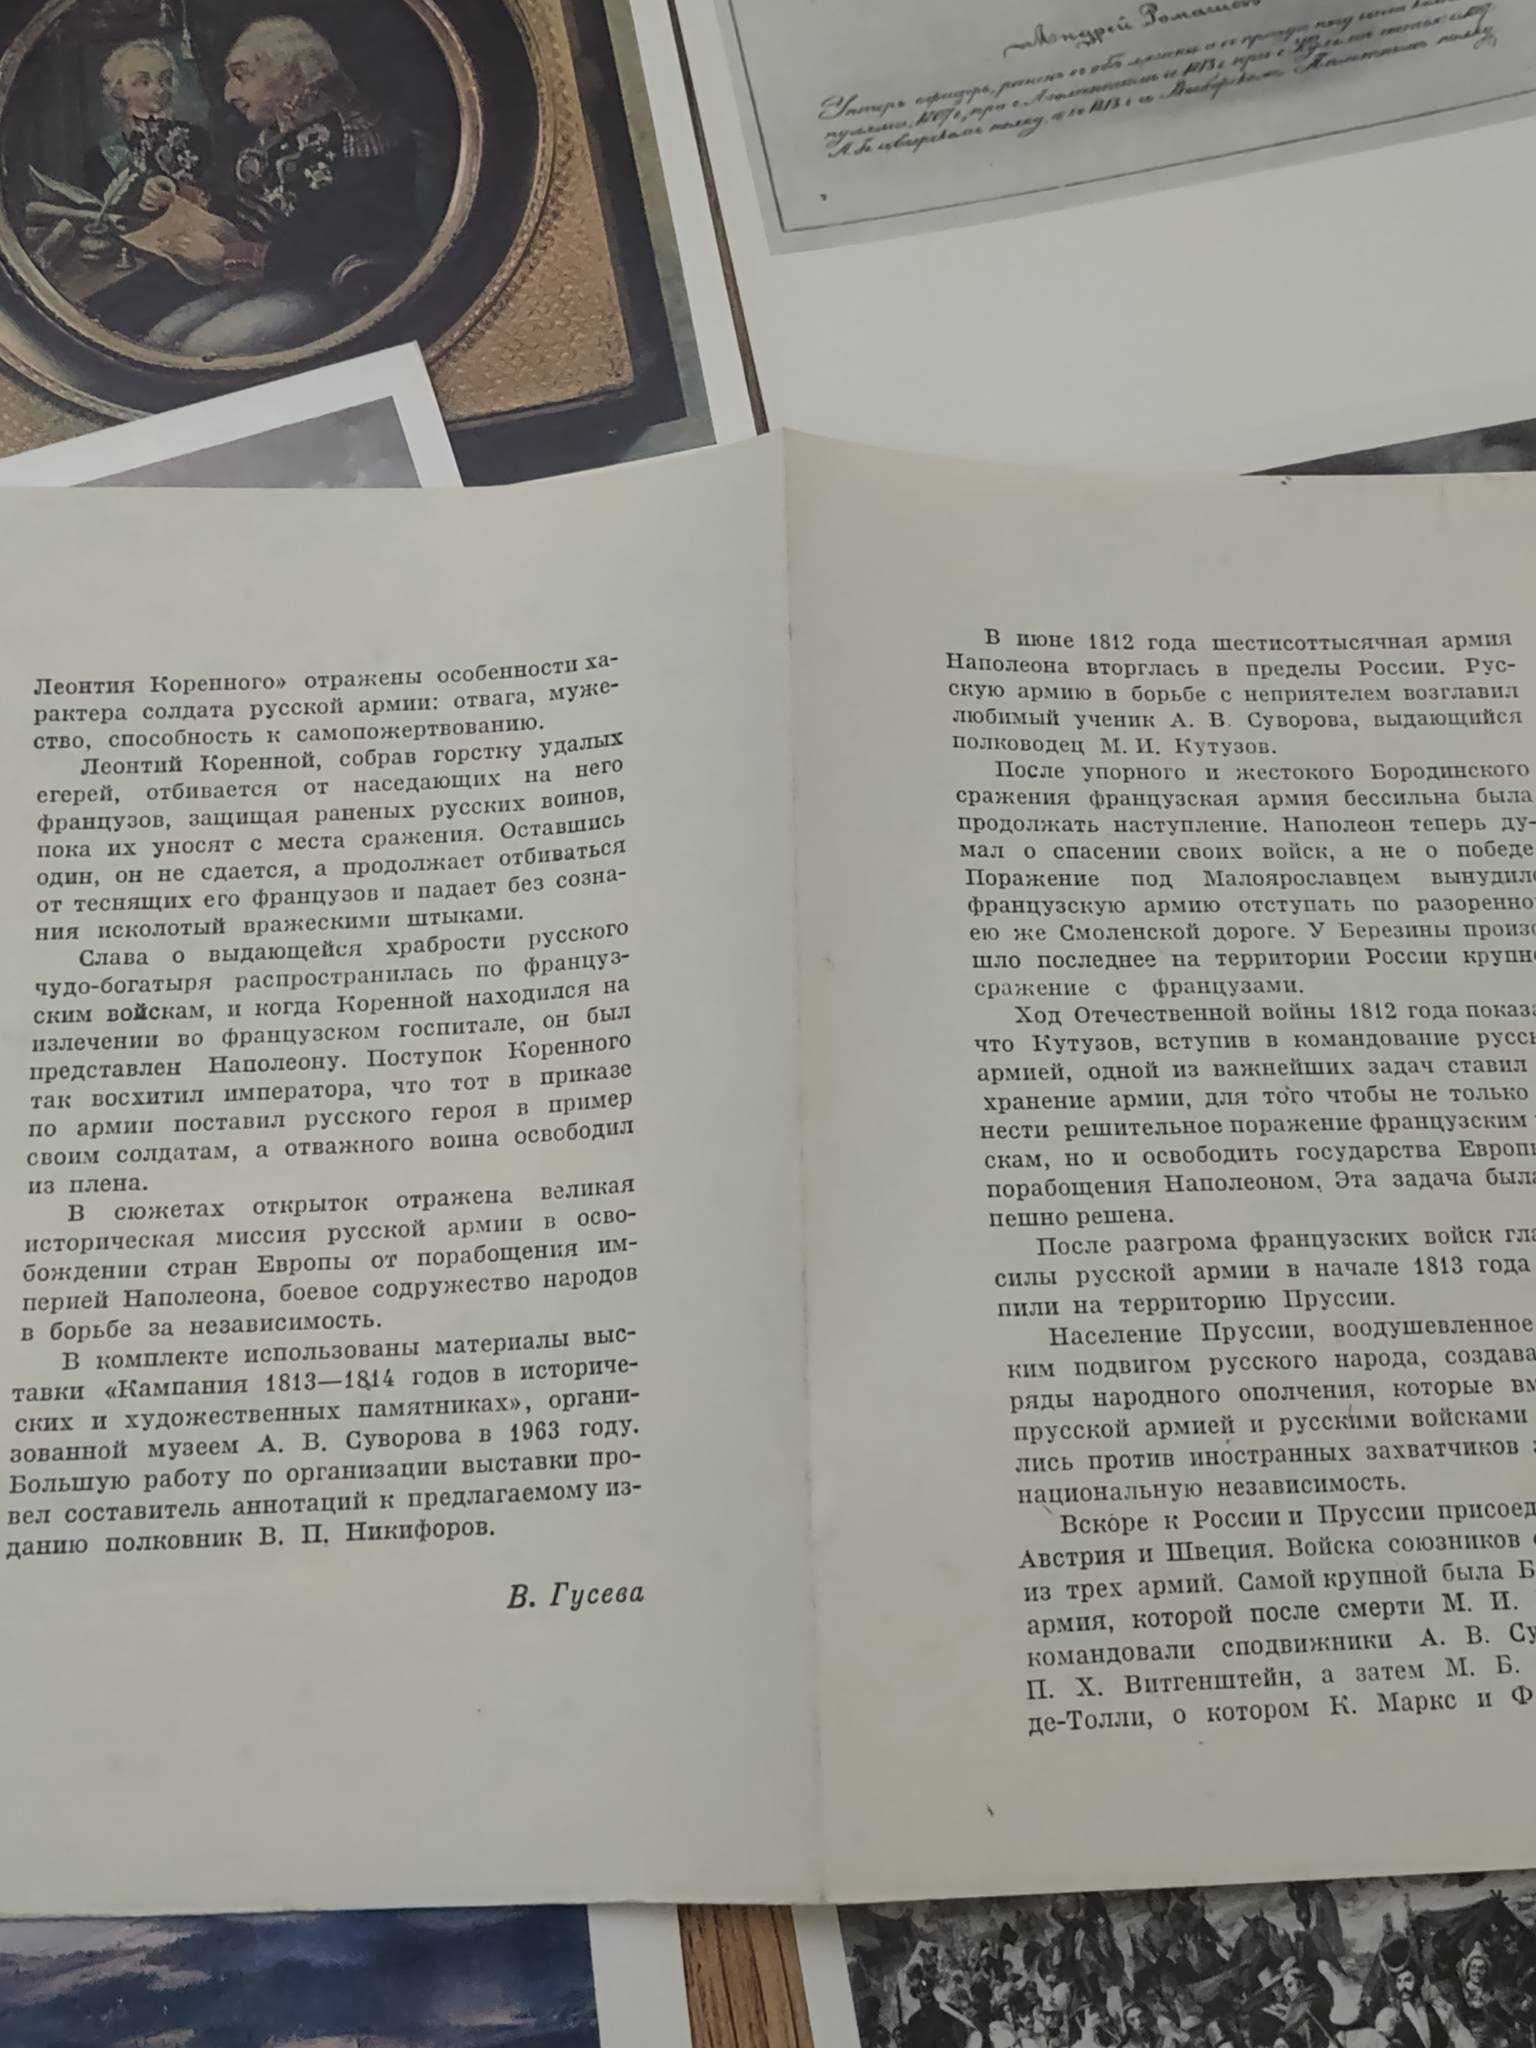 Андрей
Леонтия Коренного» отражены особенности ха-
рактера солдата русской армии: отвага, муже-
ство, способность к самопожертвованию.
Леонтий Коренной, собрав горстку удалых
егерей, отбивается от наседающих на него
французов, защищая раненых русских воинов,
пока их уносят с места сражения. Оставшись
один, он не сдается, а продолжает отбиваться
от теснящих его французов и падает без созна-
ния исколотый вражескими штыками.
Слава о выдающейся храбрости русского
чудо-богатыря распространилась по француз-
ским войскам, и когда Коренной находился на
излечении во французском госпитале, он был
представлен Наполеону. Поступок Коренного
так восхитил императора, что тот в приказе
по армии поставил русского героя в пример
своим солдатам, а отважного воина освободил
из плена.
В сюжетах открыток отражена великая
историческая миссия русской армии в осво-
бождении стран Европы от порабощения им-
перией Наполеона, боевое содружество народов
в борьбе за независимость.
В комплекте использованы материалы выс-
тавки «Кампания 1813—1814 годов в историче-
ских и художественных памятниках», органи-
зованной музеем А. В. Суворова в 1963 году.
Большую работу по организации выставки про-
вел составитель аннотаций к предлагаемому из-
данию полковник В. П. Никифоров.
В. Гусева
В июне 1812 года шестисоттысячная армия
Наполеона вторглась в пределы России. Рус-
скую армию в борьбе с неприятелем возглавил
любимый ученик А. В. Суворова, выдающийся
полководец М. И. Кутузов.
После упорного и жестокого Бородинского
сражения французская армия бессильна была
продолжать наступление. Наполеон теперь ду-
мал о спасении своих войск, а не о победе
Поражение под Малоярославцем вынудил
французскую армию отступать по разоренно
ею же Смоленской дороге. У Березины произо
шло последнее на территории России крупн
сражение с французами.
Ход Отечественной войны 1812 года показа
что Кутузов, вступив в командование русск
армией, одной из важнейших задач ставил
хранение армии, для того чтобы не только
нести решительное поражение французским
скам, но и освободить государства Европы
порабощения Наполеоном. Эта задача была
пешно решена.
После разгрома французских войск гла
силы русской армии в начале 1813 года
пили на территорию Пруссии.
Население Пруссии, воодушевленное
ким подвигом русского народа, создава
ряды народного ополчения, которые вм
прусской армией и русскими войсками
лись против иностранных захватчиков
национальную независимость.
Вскоре к России и Пруссии присоед
Австрия и Швеция. Войска союзников
из трех армий. Самой крупной была Б
армия, которой после смерти М. И.
командовали сподвижники А. В. Су
П. Х. Витгенштейн, а затем М. Б.
де-Толли, о котором К. Маркс и Ф